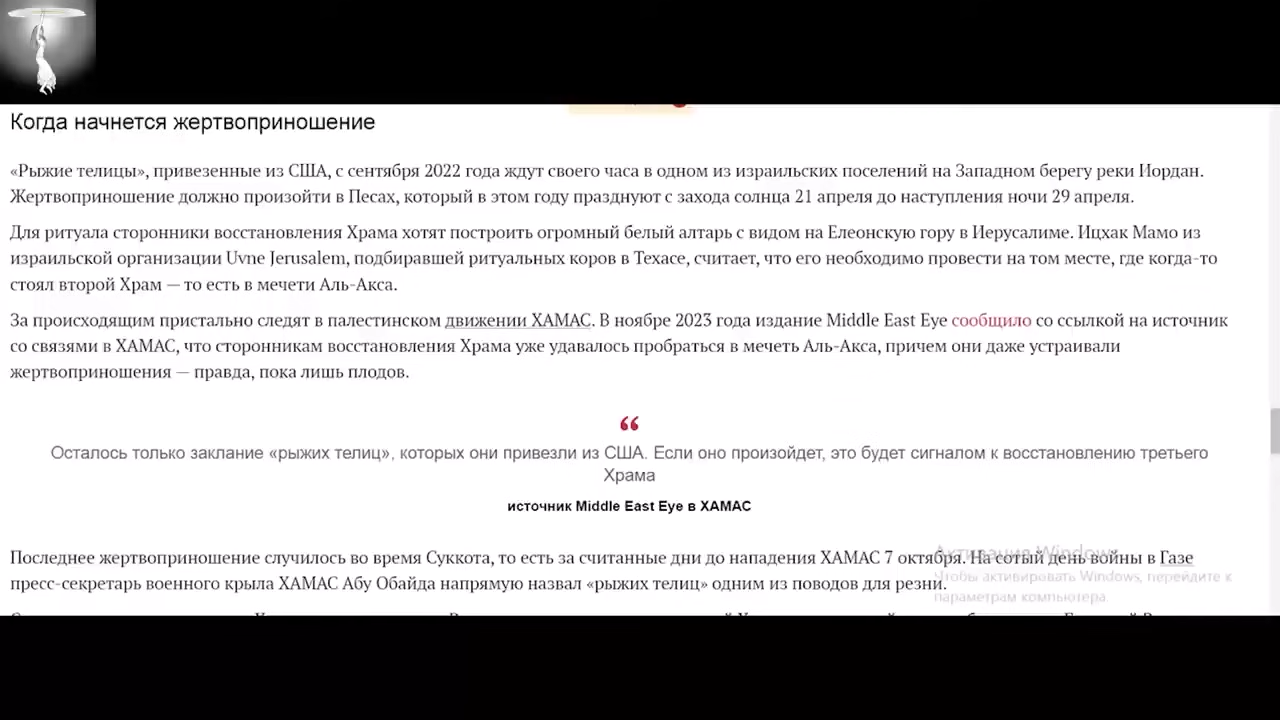 Когда начнется жертвоприношение
«Рыжие телицы», привезенные из США, с сентября 2022 года ждут своего часа в одном из израильских поселений на Западном берегу реки Иордан.
Жертвоприношение должно произойти в Песах, который в этом году празднуют с захода солнца 21 апреля до наступления ночи 29 апреля.
Для ритуала сторонники восстановления Храма хотят построить огромный белый алтарь с видом на Елеонскую гору в Иерусалиме. Ицхак Мамо из
израильской организации Uvne Jerusalem, подбиравшей ритуальных коров в Техасе, считает, что его необходимо провести на том месте, где когда-то
стоял второй Храм — то есть в мечети Аль-Акса.
За происходящим пристально следят в палестинском движении ХАМАС. В ноябре 2023 года издание Middle East Eye сообщило со ссылкой на источник
со связями в ХАМАС, что сторонникам восстановления Храма уже удавалось пробраться в мечеть Аль-Акса, причем они даже устраивали
жертвоприношения — правда, пока лишь плодов.
“
Осталось только заклание «рыжих телиц», которых они привезли из США. Если оно произойдет, это будет сигналом к восстановлению третьего
Храма
источник Middle East Eye в ХАМАС
Последнее жертвоприношение случилось во время Суккота, то есть за считанные дни до нападения ХАМАС 7 октября. На сотый день войны в Газе
пресс-секретарь военного крыла ХАМАС Абу Обайда напрямую назвал «рыжих телиц» одним из поводов для резни.
Активация Windows
Чтобы активировать Windows, перейдите к
параметрам компьютера.